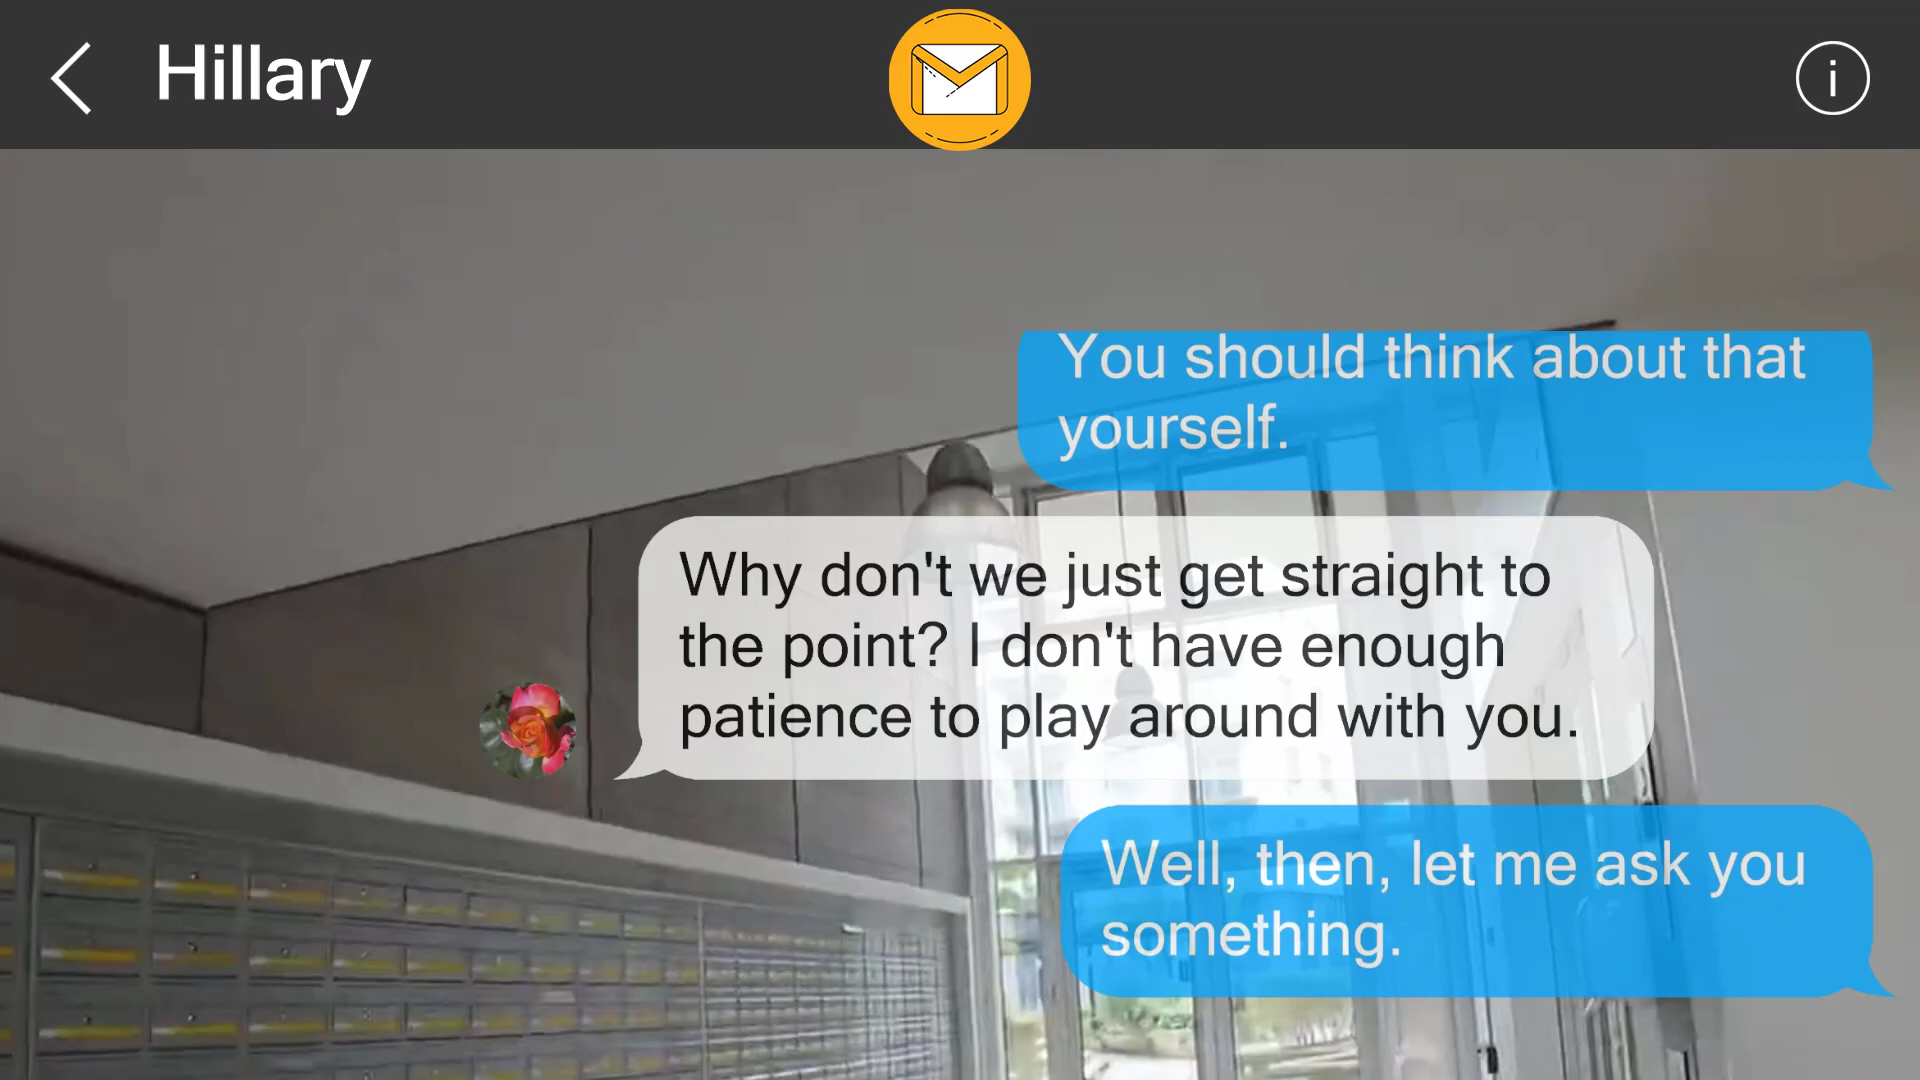 Hillary
i
You should think about that
yourself.
Why don't we just get straight to
the point? I don't have enough
patience to play around with you.
Well, then, let me ask you
something.